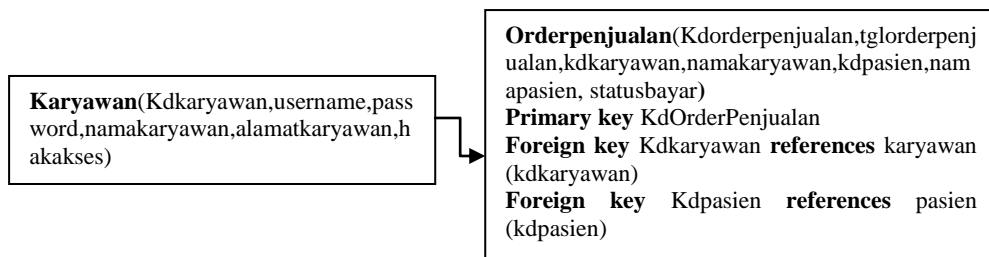 Karyawan(Kdkaryawan,username,pass
word,namakaryawan,alamatkaryawan,h
akakses)
Orderpenjualan(Kdorderpenjualan,tglorderpenj
ualan,kdkaryawan,namakaryawan,kdpasien,nam
apasien, statusbayar)
Primary key KdOrderPenjualan
Foreign key Kdkaryawan references karyawan
(kdkaryawan)
Foreign key Kdpasien references pasien
(kdpasien)